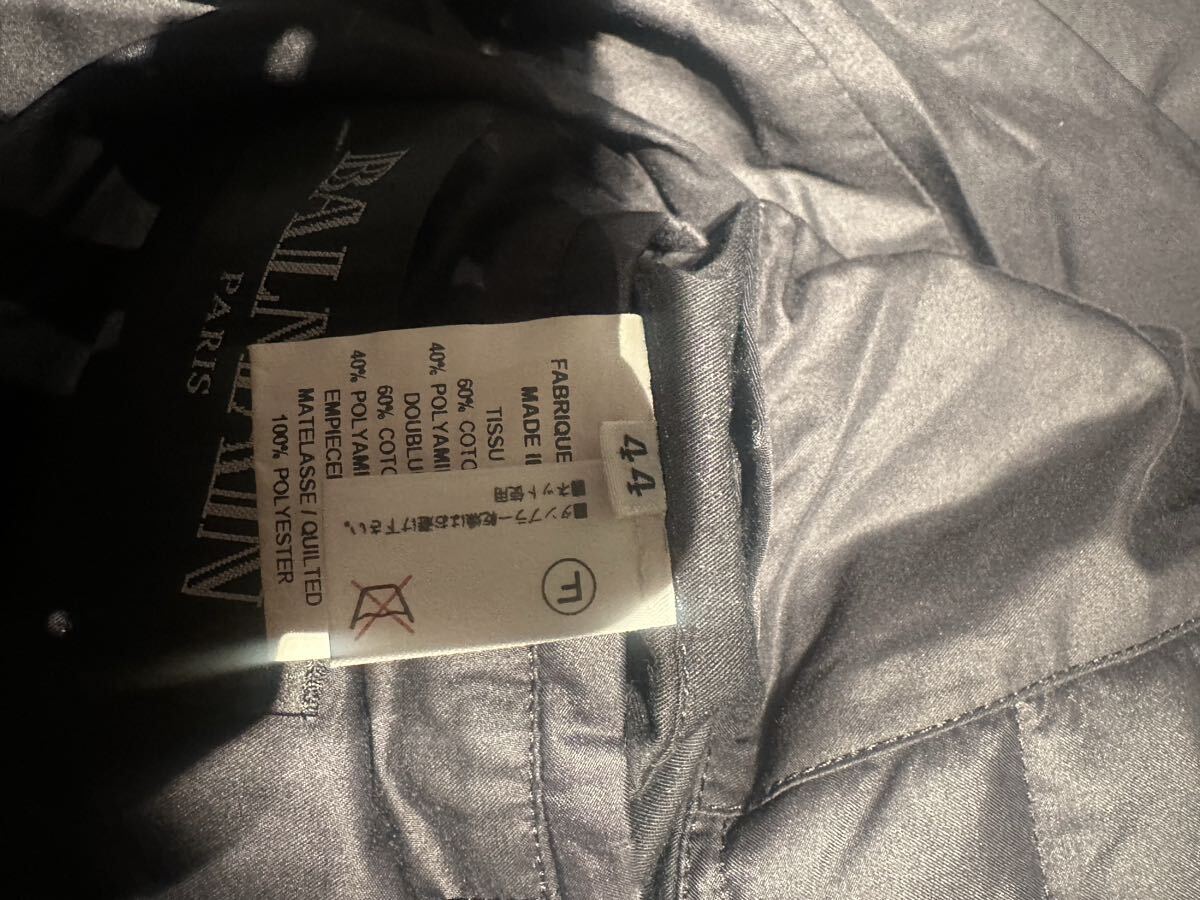 BALMAIN
PARIS
44
FABRIQUE
MADE I
TISSU
60% COTO
40% POLYAMI
DOUBLU
60% COTO
40% POLYAMI
EMPIECE
MATELASSE / QUILTED
100% POLYESTER
■タンブラー乾燥はお避け下さい。
■ネット使用
F